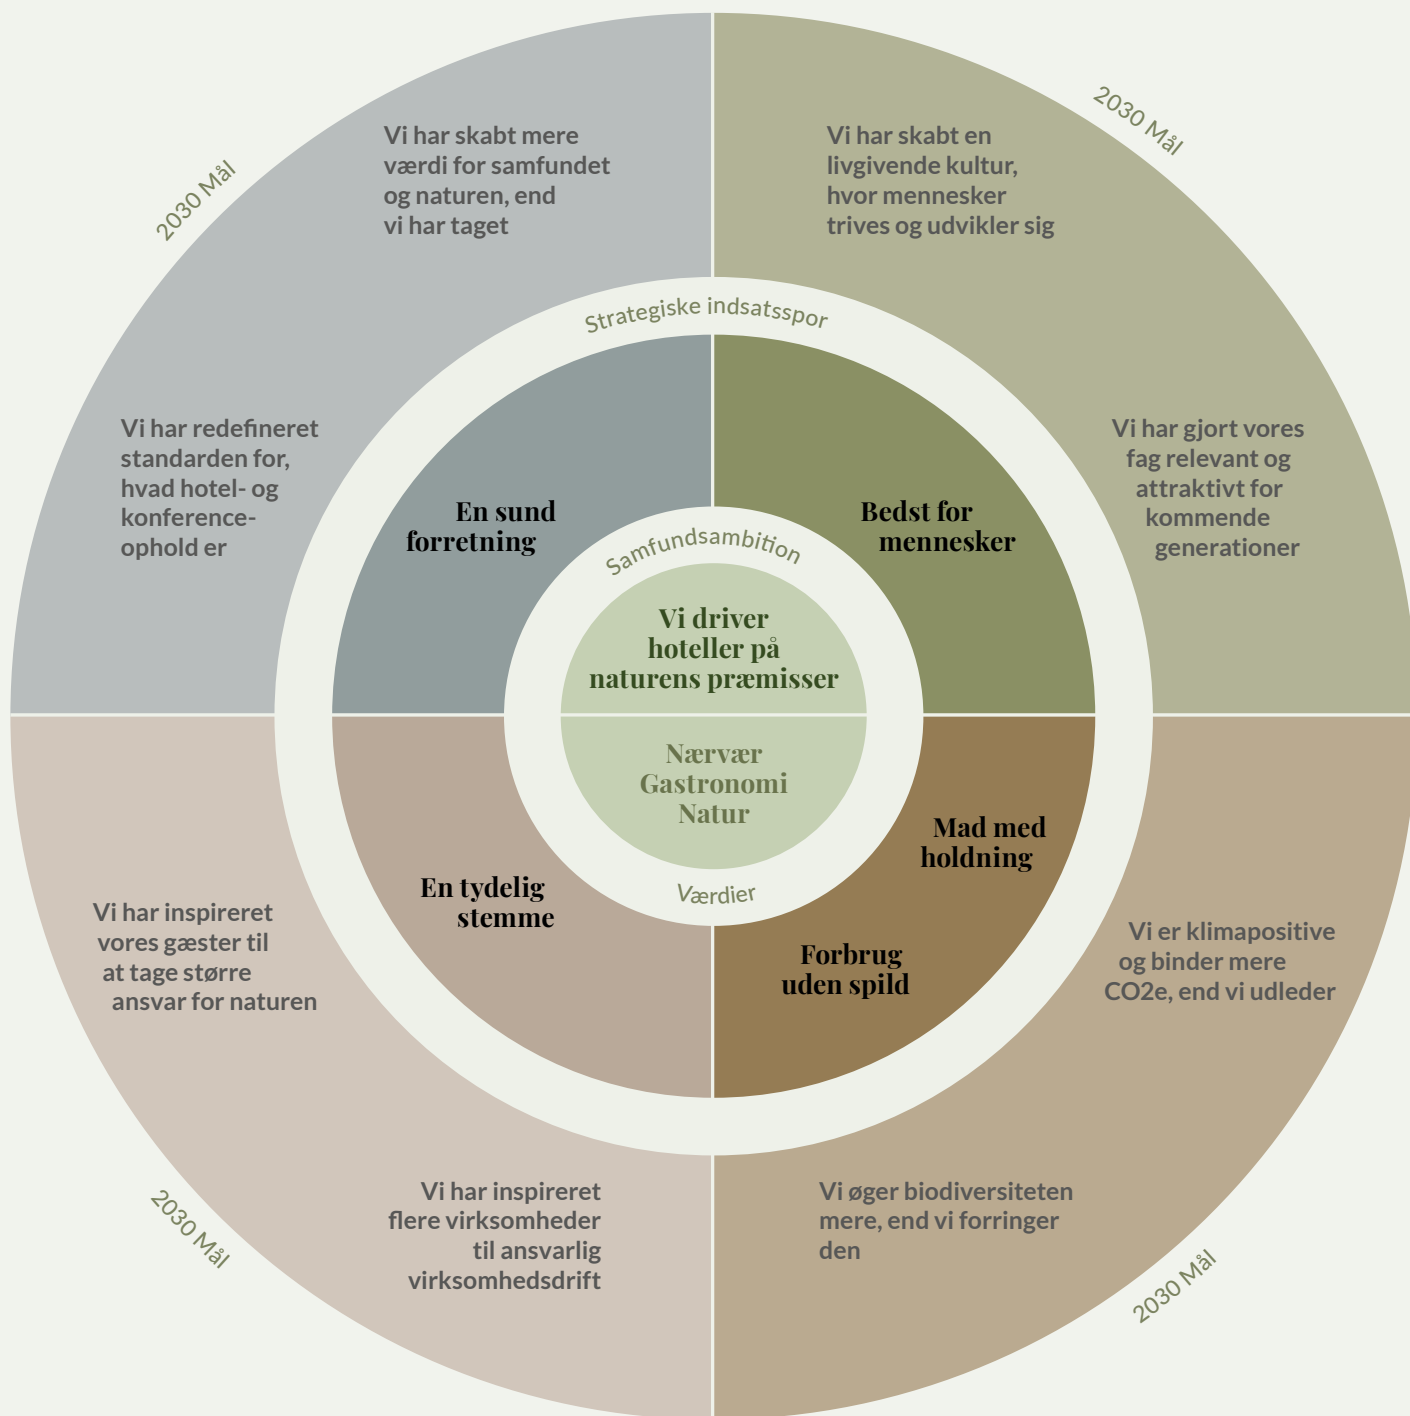 2030 Mål
Vi har skabt mere
værdi for samfundet
og naturen, end
vi har taget
Vi har redefineret
standarden for,
hvad hotel- og
konference-
ophold er
2030 Mål
Vi har skabt en
livgivende kultur,
hvor mennesker
trives og udvikler sig
Vi har gjort vores
fag relevant og
attraktivt for
kommende
generationer
Strategiske indsatsspor
En sund
forretning
Bedst for
mennesker
Samfundsambition
Vi driver
hoteller på
naturens præmisser
Nærvær
Gastronomi
Natur
Værdier
En tydelig
stemme
Mad med
holdning
Forbrug
uden spild
Vi har inspireret
vores gæster til
at tage større
ansvar for naturen
Vi har inspireret
flere virksomheder
til ansvarlig
virksomhedsdrift
2030 Mål
Vi er klimapositive
og binder mere
CO2e, end vi udleder
Vi øger biodiversiteten
mere, end vi forringer
den
2030 Mål